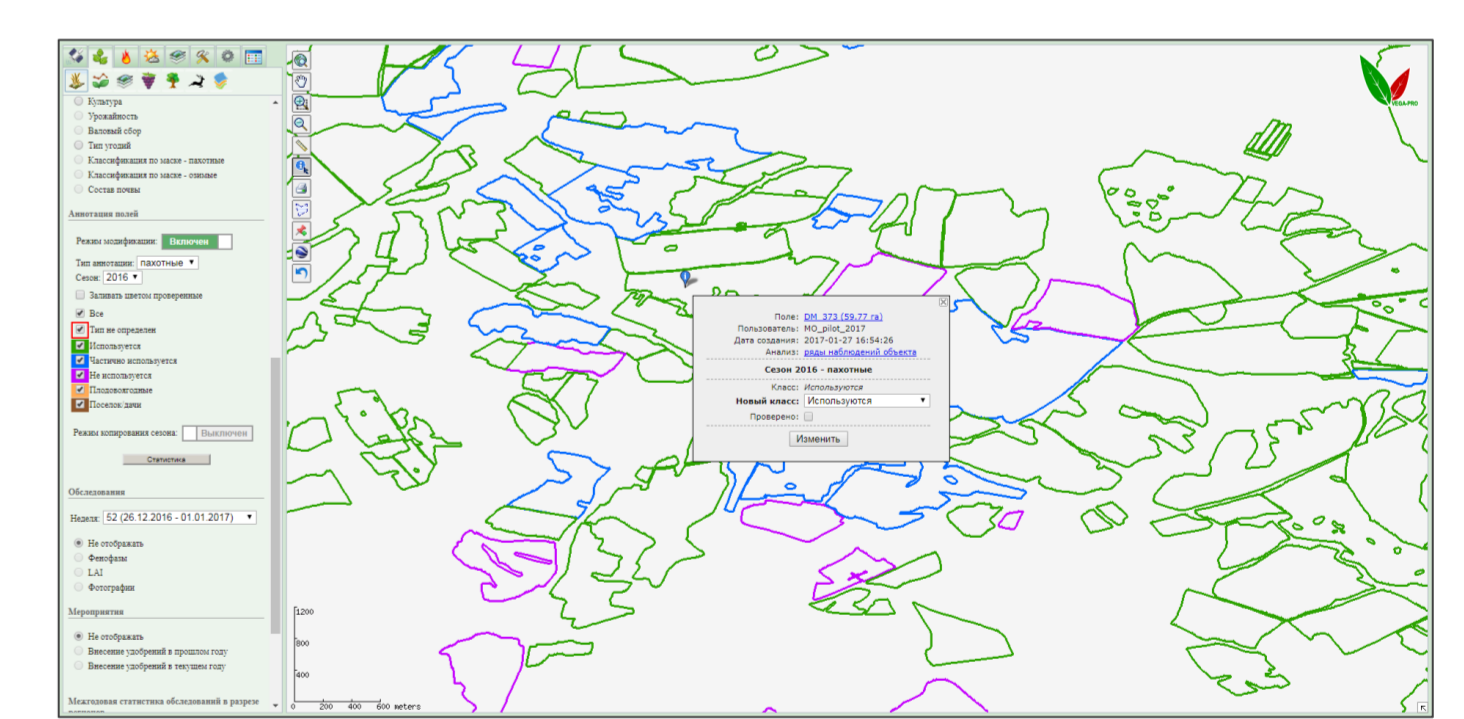 Культура
Урожайность
Валовый сбор
Тип угодий
Классификация по маске - пахотные
Классификация по маске - озимые
Состав почвы
Аннотация полей
Режим модификации: Включен
Тип аннотации: пахотные
Сезон: 2016
Заливать цветом проверенные
Все
Тип не определен
Используется
Частично используется
Не используется
Плодовоягодные
Поселок/дачи
Режим копирования сезона: Выключен
Статистика
Обследования
Неделя: 52 (26.12.2016 - 01.01.2017)
Не отображать
Фенофазы
LAI
Фотографии
Мероприятия
Не отображать
Внесение удобрений в прошлом году
Внесение удобрений в текущем году
Межгодовая статистика обследований в разрезе
VEGA-PRO
Поле: DM_373 (59.77 га)
Пользователь: MO_pilot_2017
Дата создания: 2017-01-27 16:54:26
Анализ: ряды наблюдений объекта
Сезон 2016 - пахотные
Класс: Используются
Новый класс: Используются
Проверено:
Изменить
1200
800
400
0 200 400 600 meters